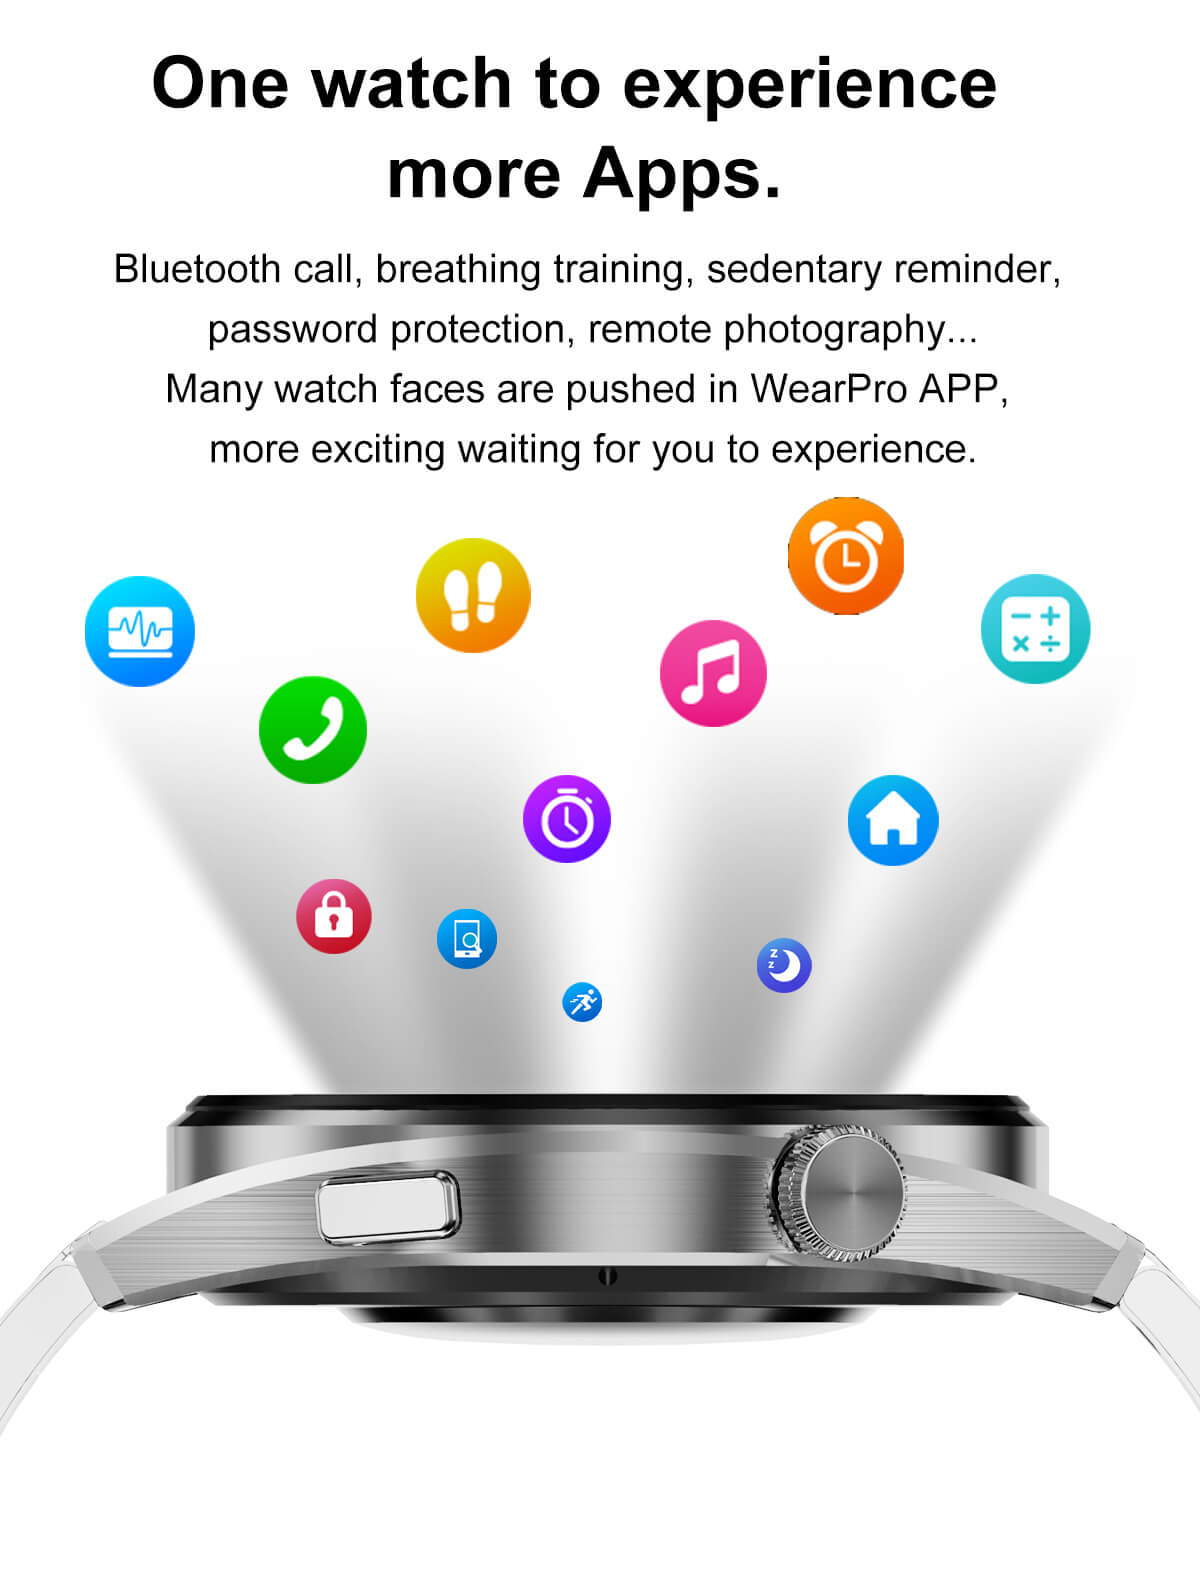 One watch to experience
more Apps.
Bluetooth call, breathing training, sedentary reminder,
password protection, remote photography...
Many watch faces are pushed in WearPro APP,
more exciting waiting for you to experience.
z
z